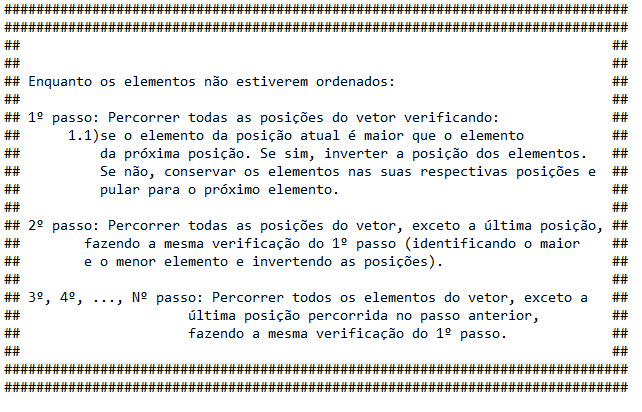 ##############################################################################
##############################################################################
## ##
## ##
## Enquanto os elementos não estiverem ordenados: ##
## ##
## 1º passo: Percorrer todas as posições do vetor verificando: ##
## 1.1)se o elemento da posição atual é maior que o elemento ##
## da próxima posição. Se sim, inverter a posição dos elementos. ##
## Se não, conservar os elementos nas suas respectivas posições e ##
## pular para o próximo elemento. ##
## ##
## 2º passo: Percorrer todas as posições do vetor, exceto a última posição, ##
## fazendo a mesma verificação do 1º passo (identificando o maior ##
## e o menor elemento e invertendo as posições). ##
## ##
## 3º, 4º, ..., Nº passo: Percorrer todos os elementos do vetor, exceto a ##
## última posição percorrida no passo anterior, ##
## fazendo a mesma verificação do 1º passo. ##
## ##
##############################################################################
##############################################################################